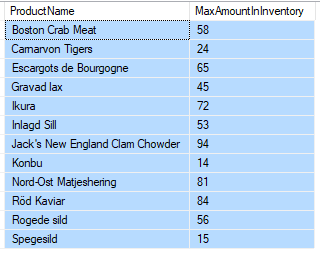 ProductName MaxAmountInInventory
Boston Crab Meat 58
Carnarvon Tigers 24
Escargots de Bourgogne 65
Gravad lax 45
Ikura 72
Inlagd Sill 53
Jack's New England Clam Chowder 94
Konbu 14
Nord-Ost Matjeshering 81
Röd Kaviar 84
Rogede sild 56
Spegesild 15